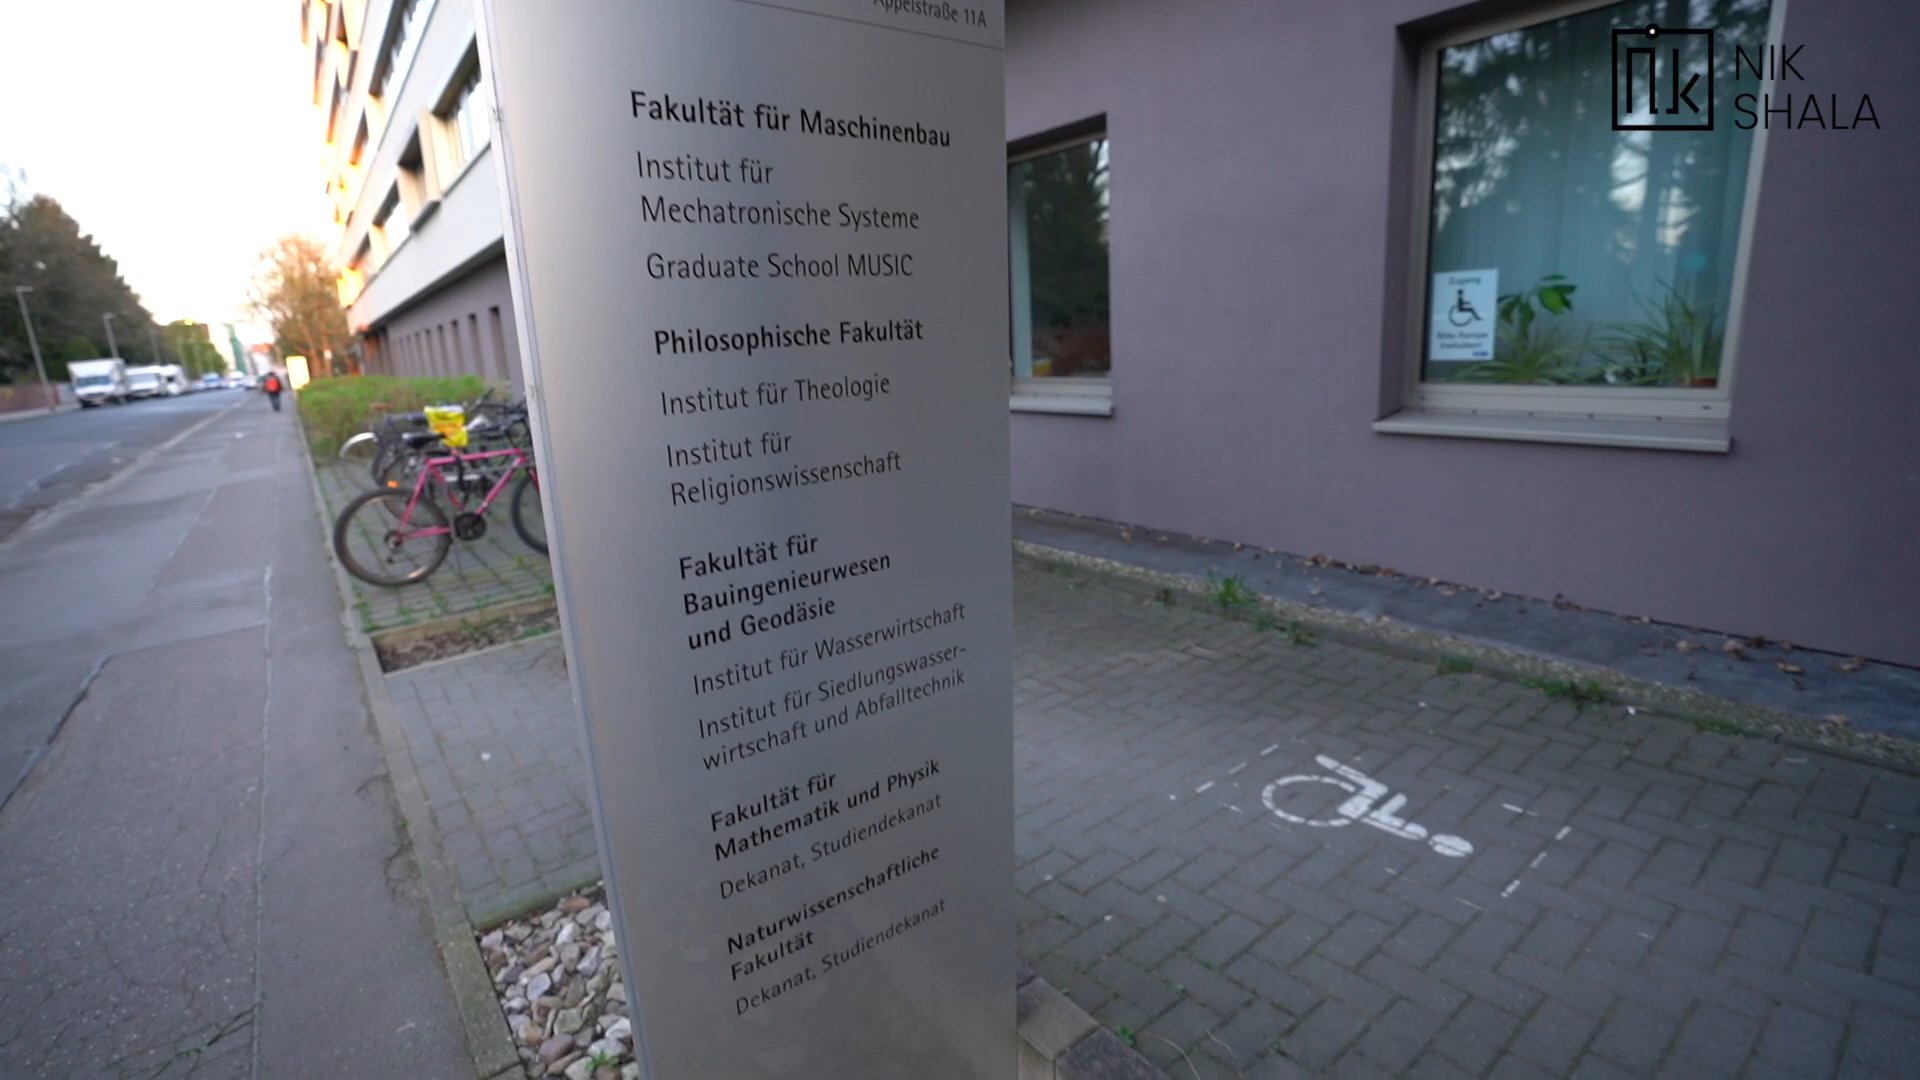 Appelstraße 11A
Fakultät für Maschinenbau
Institut für
Mechatronische Systeme
Graduate School MUSIC
Philosophische Fakultät
Institut für Theologie
Institut für
Religionswissenschaft
Fakultät für
Bauingenieurwesen
und Geodäsie
Institut für Wasserwirtschaft
Institut für Siedlungswasser-
wirtschaft und Abfalltechnik
Fakultät für
Mathematik und Physik
Dekanat, Studiendekanat
Naturwissenschaftliche
Fakultät
Dekanat, Studiendekanat
Zugang
nik
NIK
SHALA